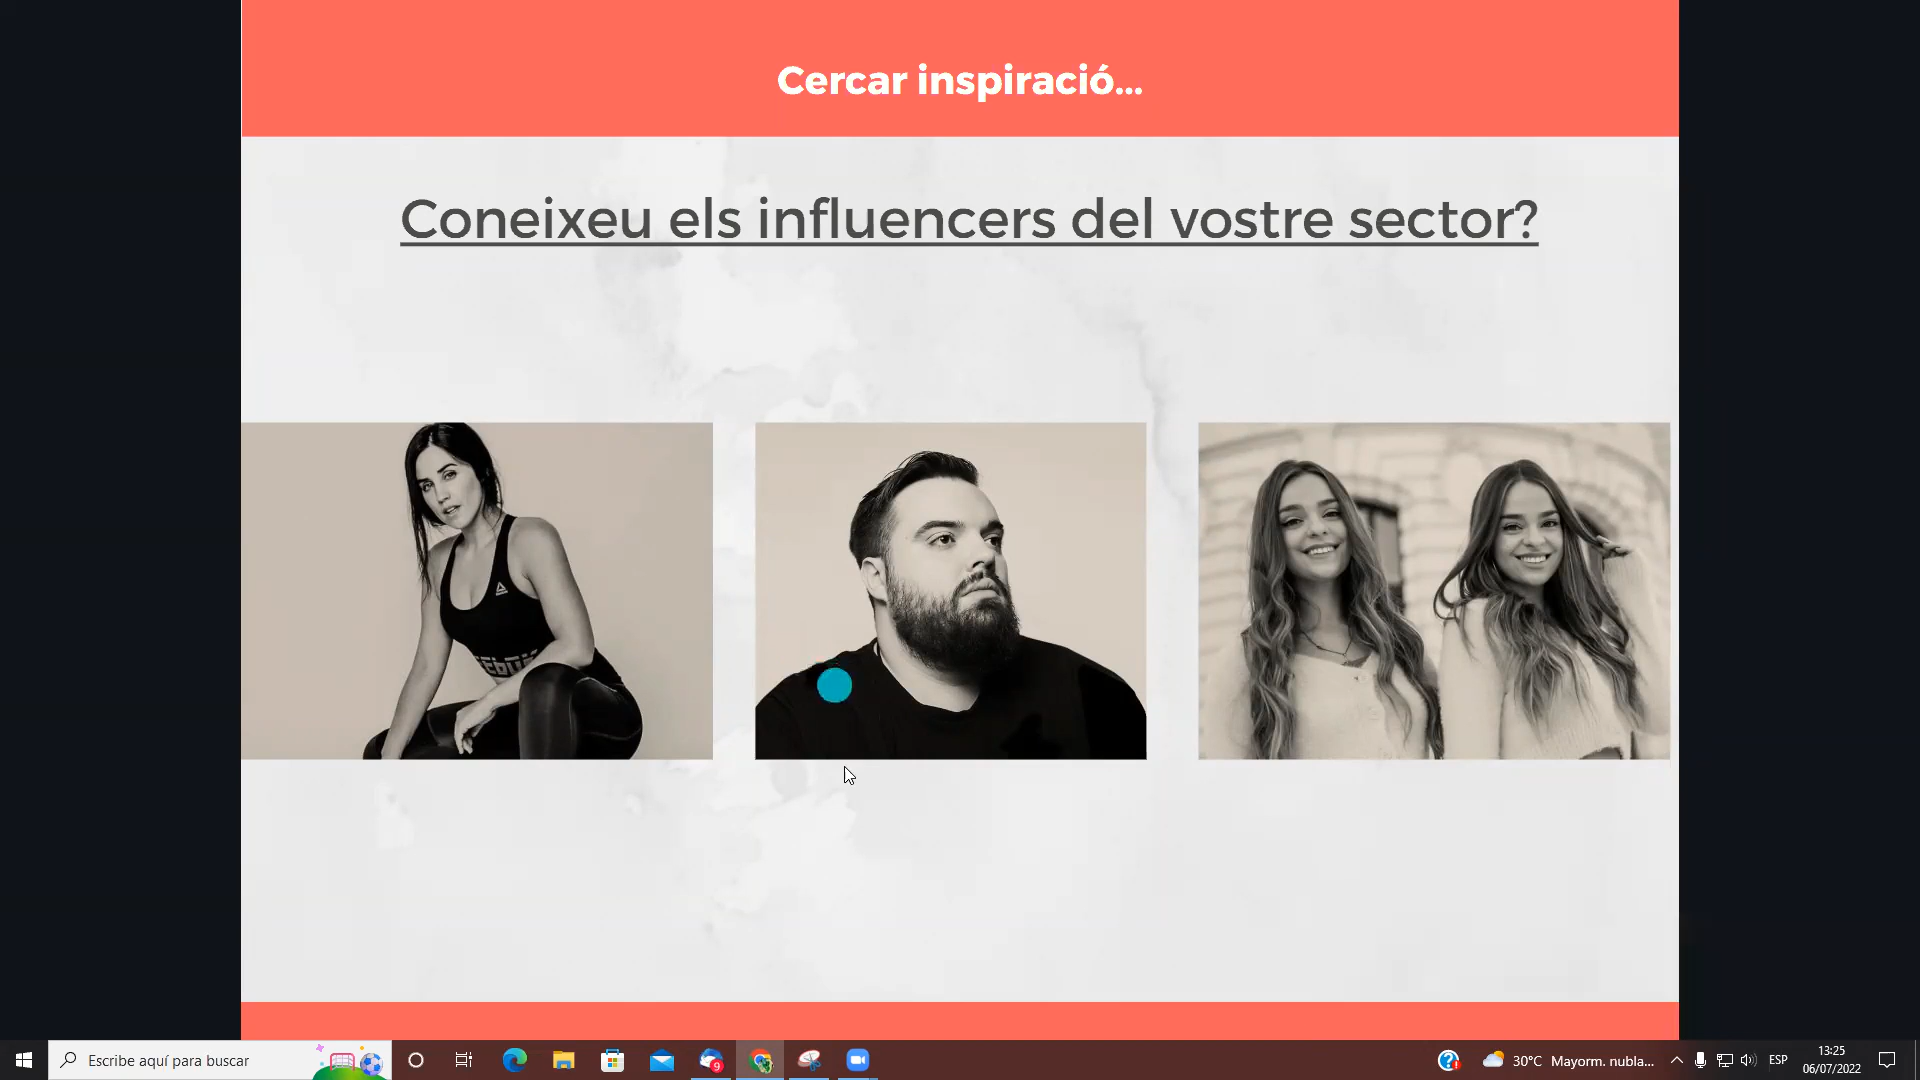 Cercar inspiració...
Coneixeu els influencers del vostre sector?
Escribe aquí para buscar
9
30°C Mayorm. nubla...
ESP
13:25
06/07/2022